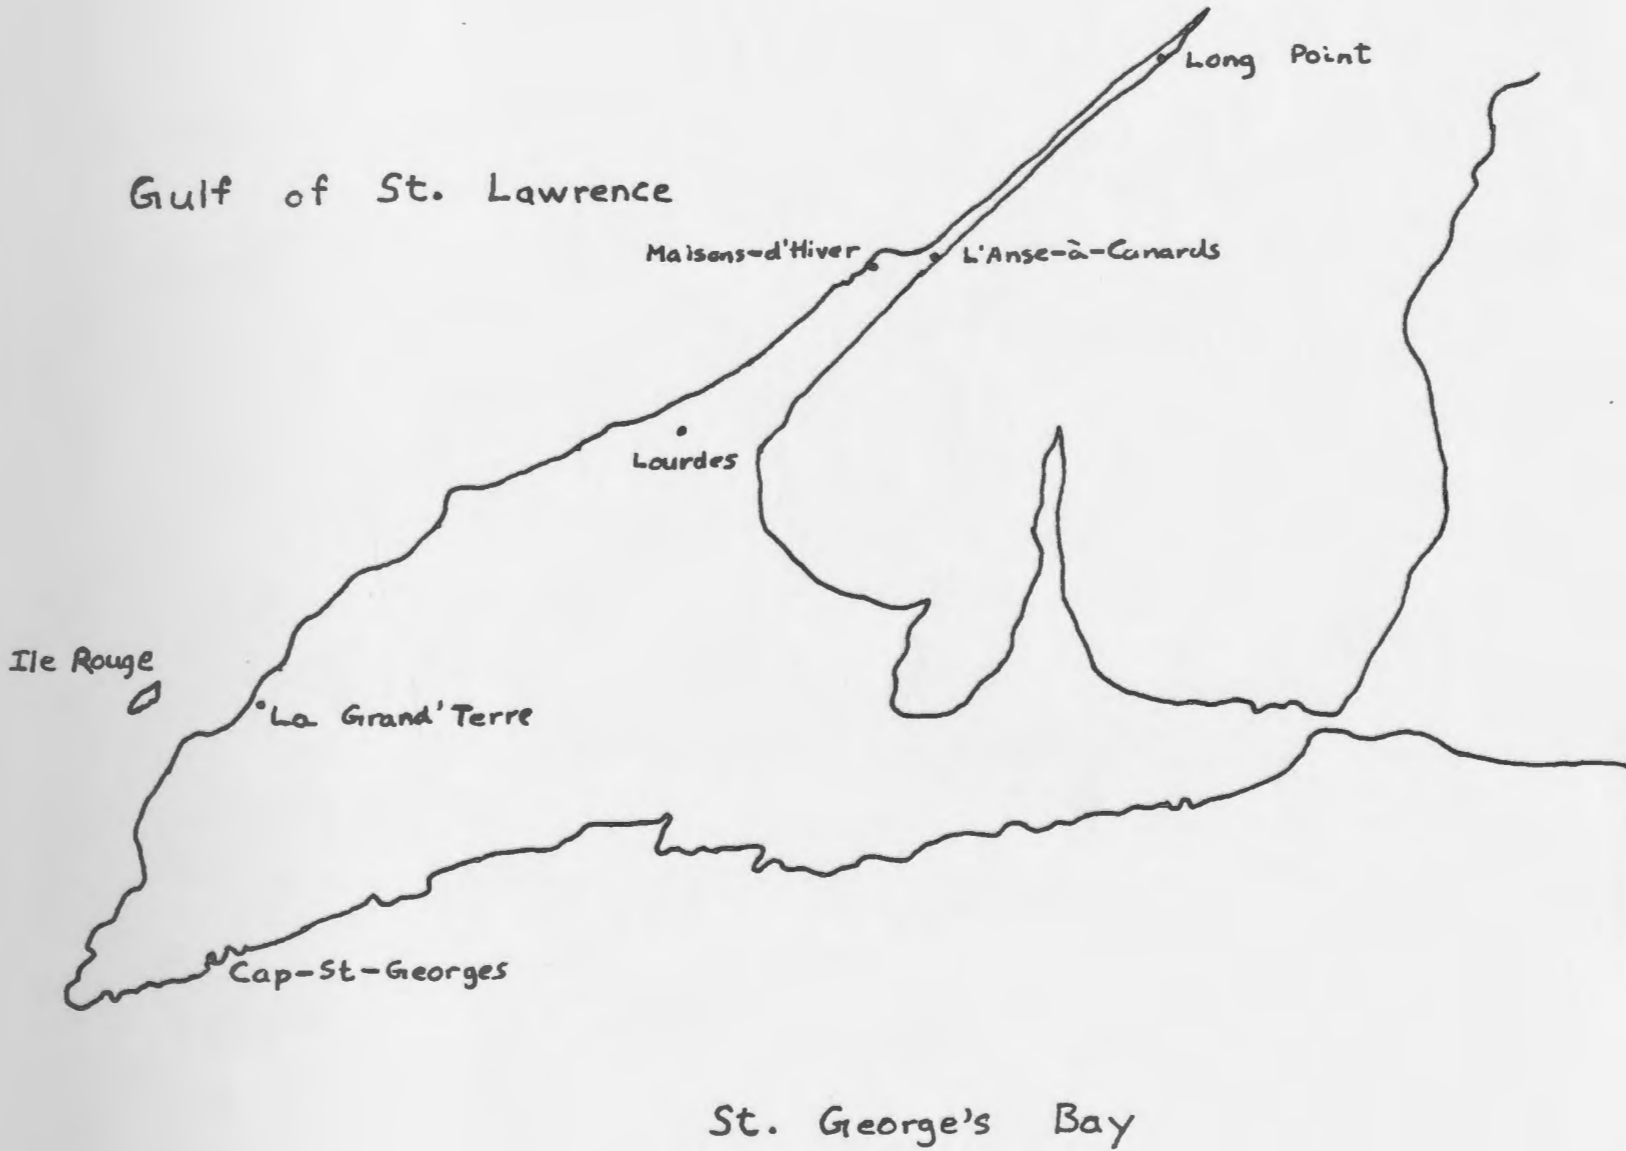 Long Point
Gulf of St. Lawrence
Maisons-d'Hiver
L'Anse-à-Canards
Lourdes
Ile Rouge
La Grand' Terre
Cap-St-Georges
St. George's Bay